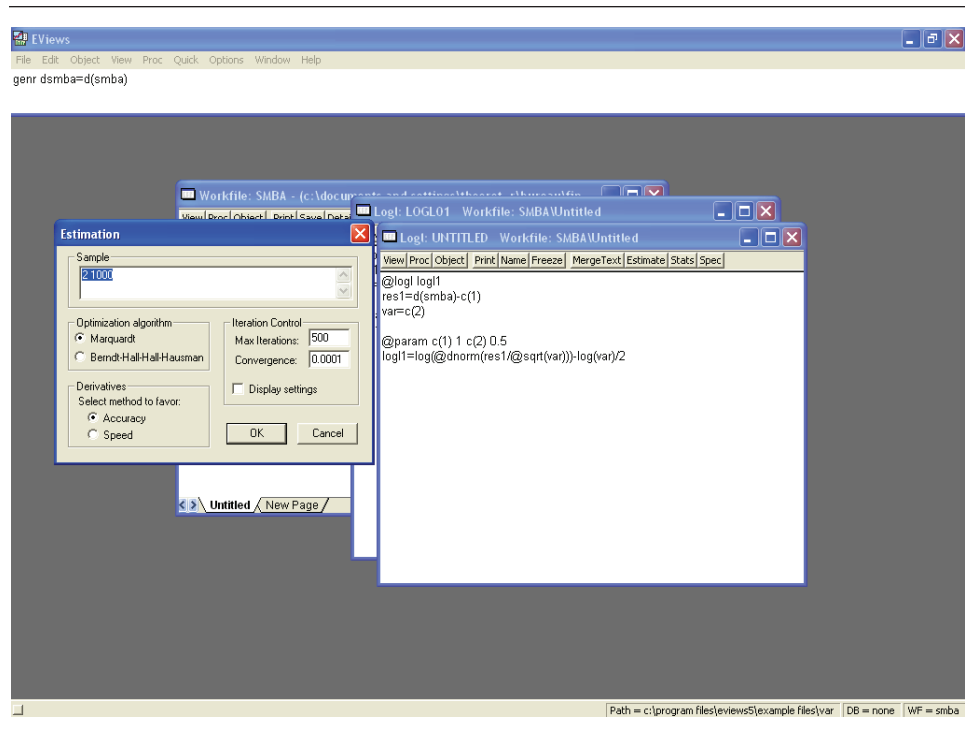 EViews
File Edit Object View Proc Quick Options Window Help
genr dsmba=d(smba)
Workfile: SMBA - (c:\documents and settings\
View Proc Object Print Save
Logl: LOGL01 Workfile: SMBA\Untitled
Logl: UNTITLED Workfile: SMBA\Untitled
View Proc Object Print Name Freeze MergeText Estimate Stats Spec
@logl logl1
res1=d(smba)-c(1)
var=c(2)
@param c(1) 1 c(2) 0.5
logl1=log(@dnorm(res1/@sqrt(var)))-log(var)/2
Estimation
Sample
2 1000
Optimization algorithm
Marquardt
Berndt-Hall-Hall-Hausman
Iteration Control
Max Iterations: 500
Convergence: 0.0001
Display settings
Derivatives
Select method to favor:
Accuracy
Speed
OK Cancel
Untitled New Page
Path = c:\program files\eviews5\example files\var DB = none WF = smba